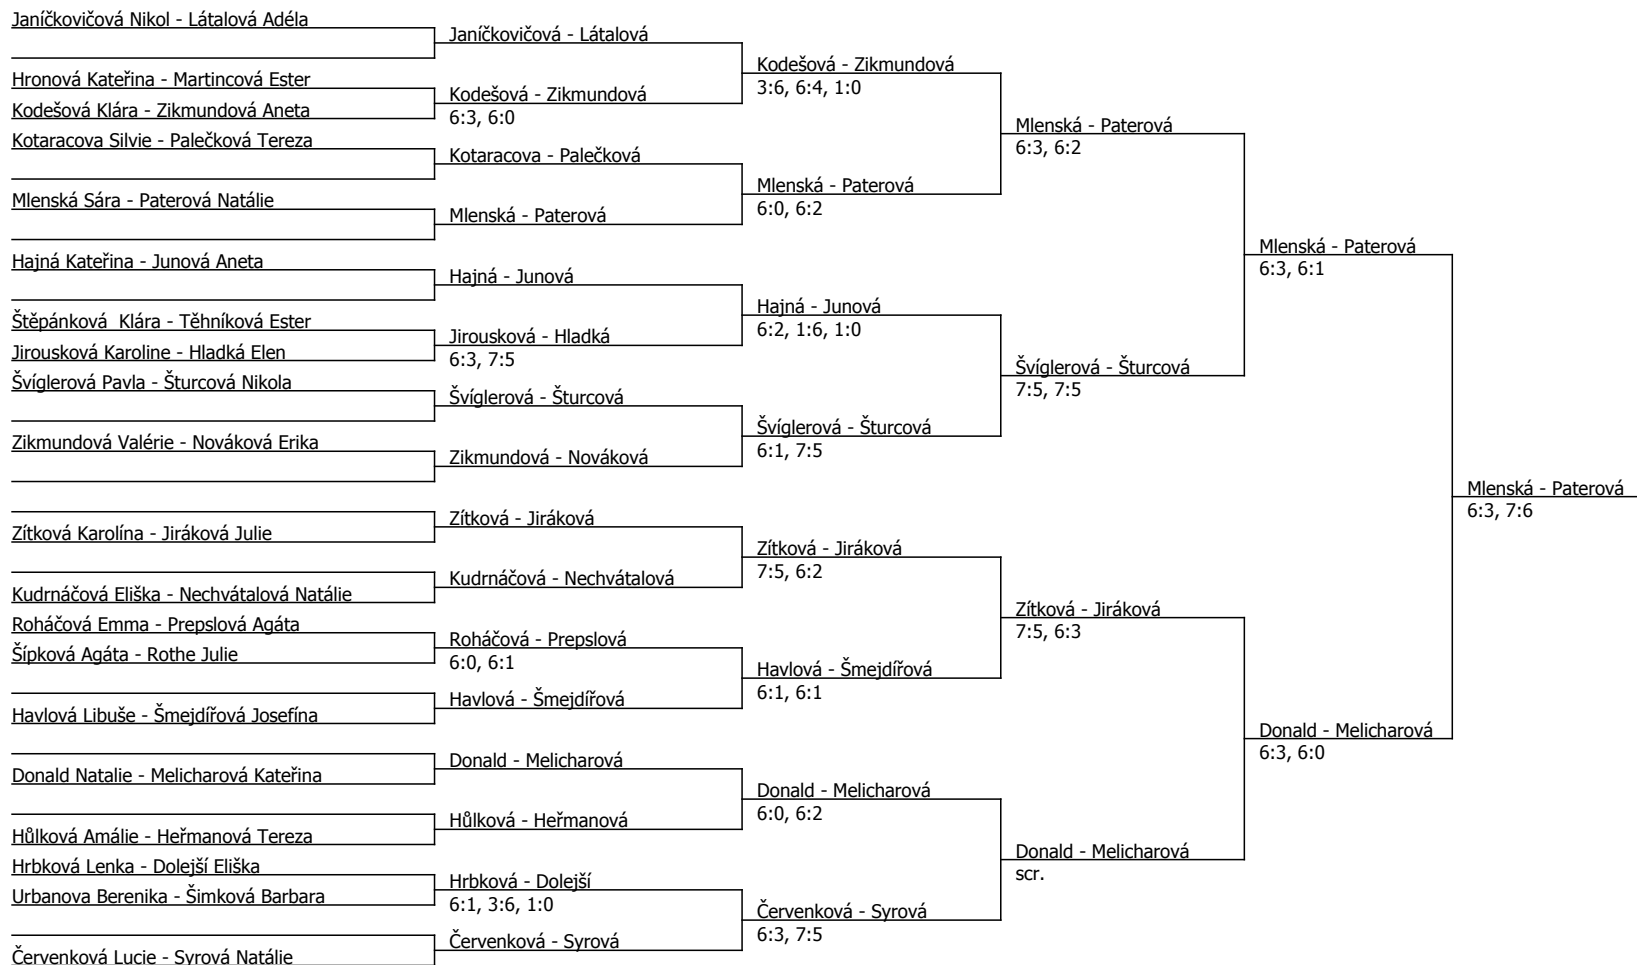 Janíčkovičová Nikol - Látalová Adéla
Hronová Kateřina - Martincová Ester
Kodešová Klára - Zikmundová Aneta
Kotaracova Silvie - Palečková Tereza
Mlenská Sára - Paterová Natálie
Hajná Kateřina - Junová Aneta
Štěpánková  Klára - Těhníková Ester
Jirousková Karoline - Hladká Elen
Švíglerová Pavla - Šturcová Nikola
Zikmundová Valérie - Nováková Erika
Zítková Karolína - Jiráková Julie
Kudrnáčová Eliška - Nechvátalová Natálie
Roháčová Emma - Prepslová Agáta
Šípková Agáta - Rothe Julie
Havlová Libuše - Šmejdířová Josefína
Donald Natalie - Melicharová Kateřina
Hůlková Amálie - Heřmanová Tereza
Hrbková Lenka - Dolejší Eliška
Urbanova Berenika - Šimková Barbara
Červenková Lucie - Syrová Natálie
Janíčkovičová - Látalová
Kodešová - Zikmundová
6:3, 6:0
Kotaracova - Palečková
Mlenská - Paterová
Hajná - Junová
Jirousková - Hladká
6:3, 7:5
Švíglerová - Šturcová
Zikmundová - Nováková
Zítková - Jiráková
Kudrnáčová - Nechvátalová
Roháčová - Prepslová
6:0, 6:1
Havlová - Šmejdířová
Donald - Melicharová
Hůlková - Heřmanová
Hrbková - Dolejší
6:1, 3:6, 1:0
Červenková - Syrová
Kodešová - Zikmundová
3:6, 6:4, 1:0
Mlenská - Paterová
6:0, 6:2
Hajná - Junová
6:2, 1:6, 1:0
Švíglerová - Šturcová
6:1, 7:5
Zítková - Jiráková
7:5, 6:2
Havlová - Šmejdířová
6:1, 6:1
Donald - Melicharová
6:0, 6:2
Červenková - Syrová
6:3, 7:5
Mlenská - Paterová
6:3, 6:2
Švíglerová - Šturcová
7:5, 7:5
Zítková - Jiráková
7:5, 6:3
Donald - Melicharová
scr.
Mlenská - Paterová
6:3, 6:1
Donald - Melicharová
6:3, 6:0
Mlenská - Paterová
6:3, 7:6